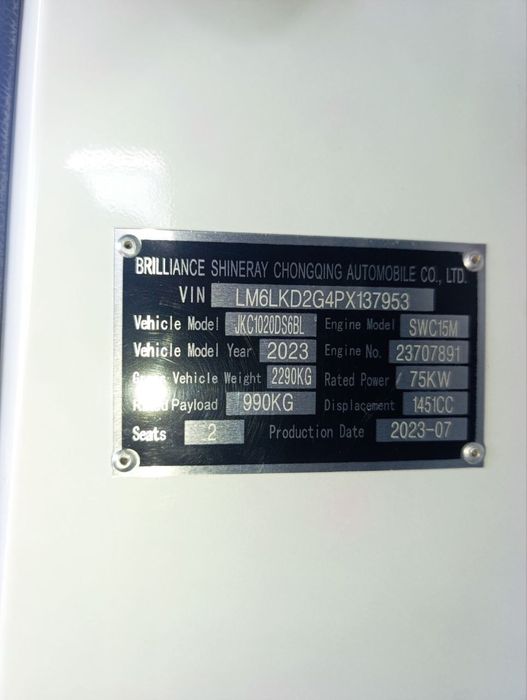 BRILLIANCE SHINERAY CHONGQING AUTOMOBILE CO., LTD.
VIN LM6LKD2G4PX137953
Vehicle Model JKC1020DS6BL Engine Model SWC15M
Vehicle Model Year 2023 Engine No. 23707891
Vehicle Weight 2290KG Rated Power 75KW
Payload 990KG Displacement 1451CC
Seats 2 Production Date 2023-07